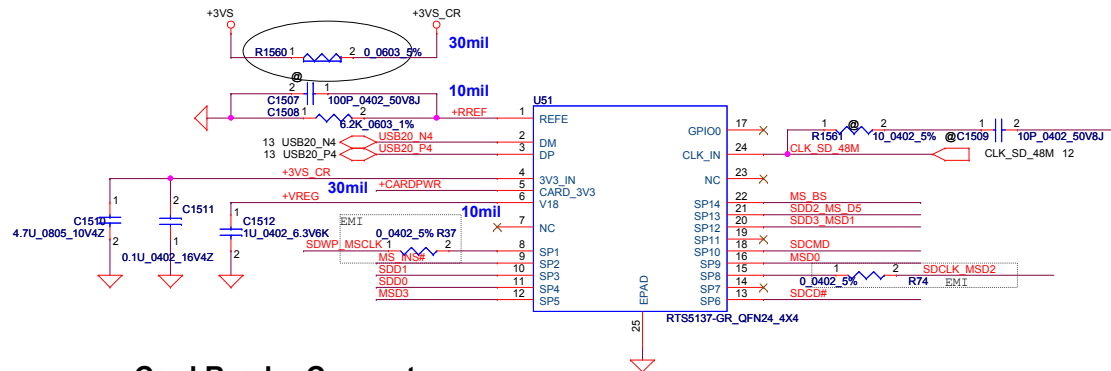 +3VS +3VS_CR
R1560 1 2 0_0603_5% 30mil
@
2 1 10mil
C1507 100P_0402_50V8J
C1508 1 2 +RREF
6.2K_0603_1%
U51
1 REFE
13 USB20_N4 USB20_N4 2 DM
13 USB20_P4 USB20_P4 3 DP
+3VS_CR 4 3V3_IN
30mil +CARDPWR 5 CARD_3V3
+VREG 6 V18
10mil 7 NC
C1510 1 2
4.7U_0805_10V4Z
2 C1511 1
0.1U_0402_16V4Z
1 C1512 2
1U_0402_6.3V6K
EMI
0_0402_5% R37
SDWP_MSCLK 1 2 8 SP1
MS_INS# 9 SP2
SDD1 10 SP3
SDD0 11 SP4
MSD3 12 SP5
EPAD
25
GPIO0 17
CLK_IN 24 CLK_SD_48M
NC 23
SP14 22 MS_BS
SP13 21 SDD2_MS_D5
SP12 20 SDD3_MSD1
SP11 19
SP10 18 SDCMD
SP9 16 MSD0
SP8 15 1 2 SDCLK_MSD2
0_0402_5% R74
EMI
SP7 14
SP6 13 SDCD#
RTS5137-GR_QFN24_4X4
1 @ 2 1 2
R1561 10_0402_5% @C1509 10P_0402_50V8J
CLK_SD_48M 12